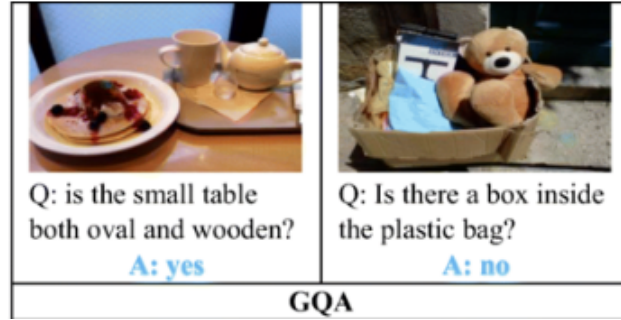 Q: is the small table
both oval and wooden?
A: yes
Q: Is there a box inside
the plastic bag?
A: no
GQA